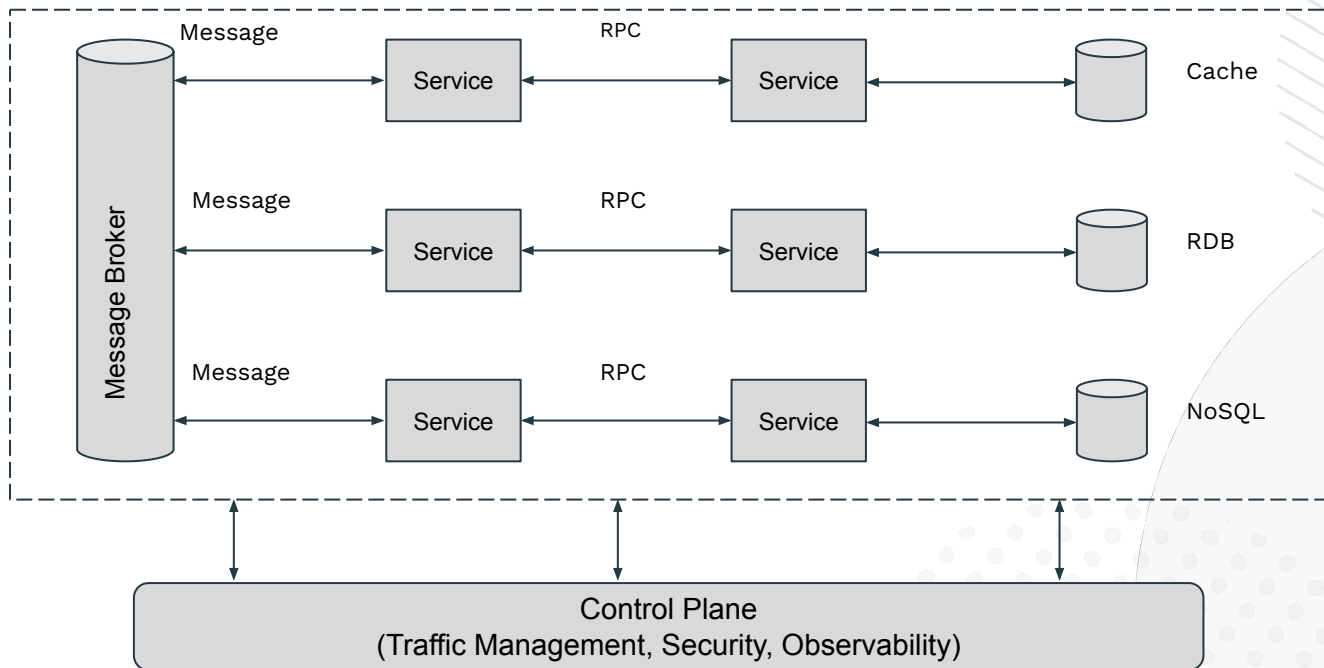 Message
RPC
Service
Service
Cache
Message Broker
Message
RPC
Service
Service
RDB
Message
RPC
Service
Service
NoSQL
Control Plane
(Traffic Management, Security, Observability)